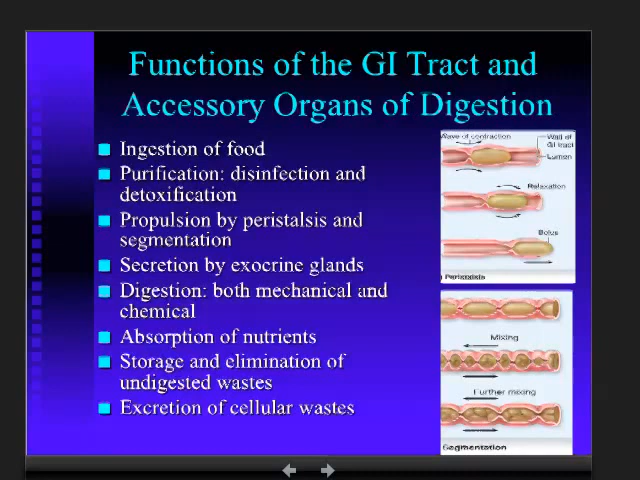 Functions of the GI Tract and
Accessory Organs of Digestion
Ingestion of food
Purification: disinfection and
detoxification
Propulsion by peristalsis and
segmentation
Secretion by exocrine glands
Digestion: both mechanical and
chemical
Absorption of nutrients
Storage and elimination of
undigested wastes
Excretion of cellular wastes
Wave of contraction
Wall of
GI tract
Lumen
Relaxation
Bolus
Peristalsis
Mixing
Further mixing
Segmentation